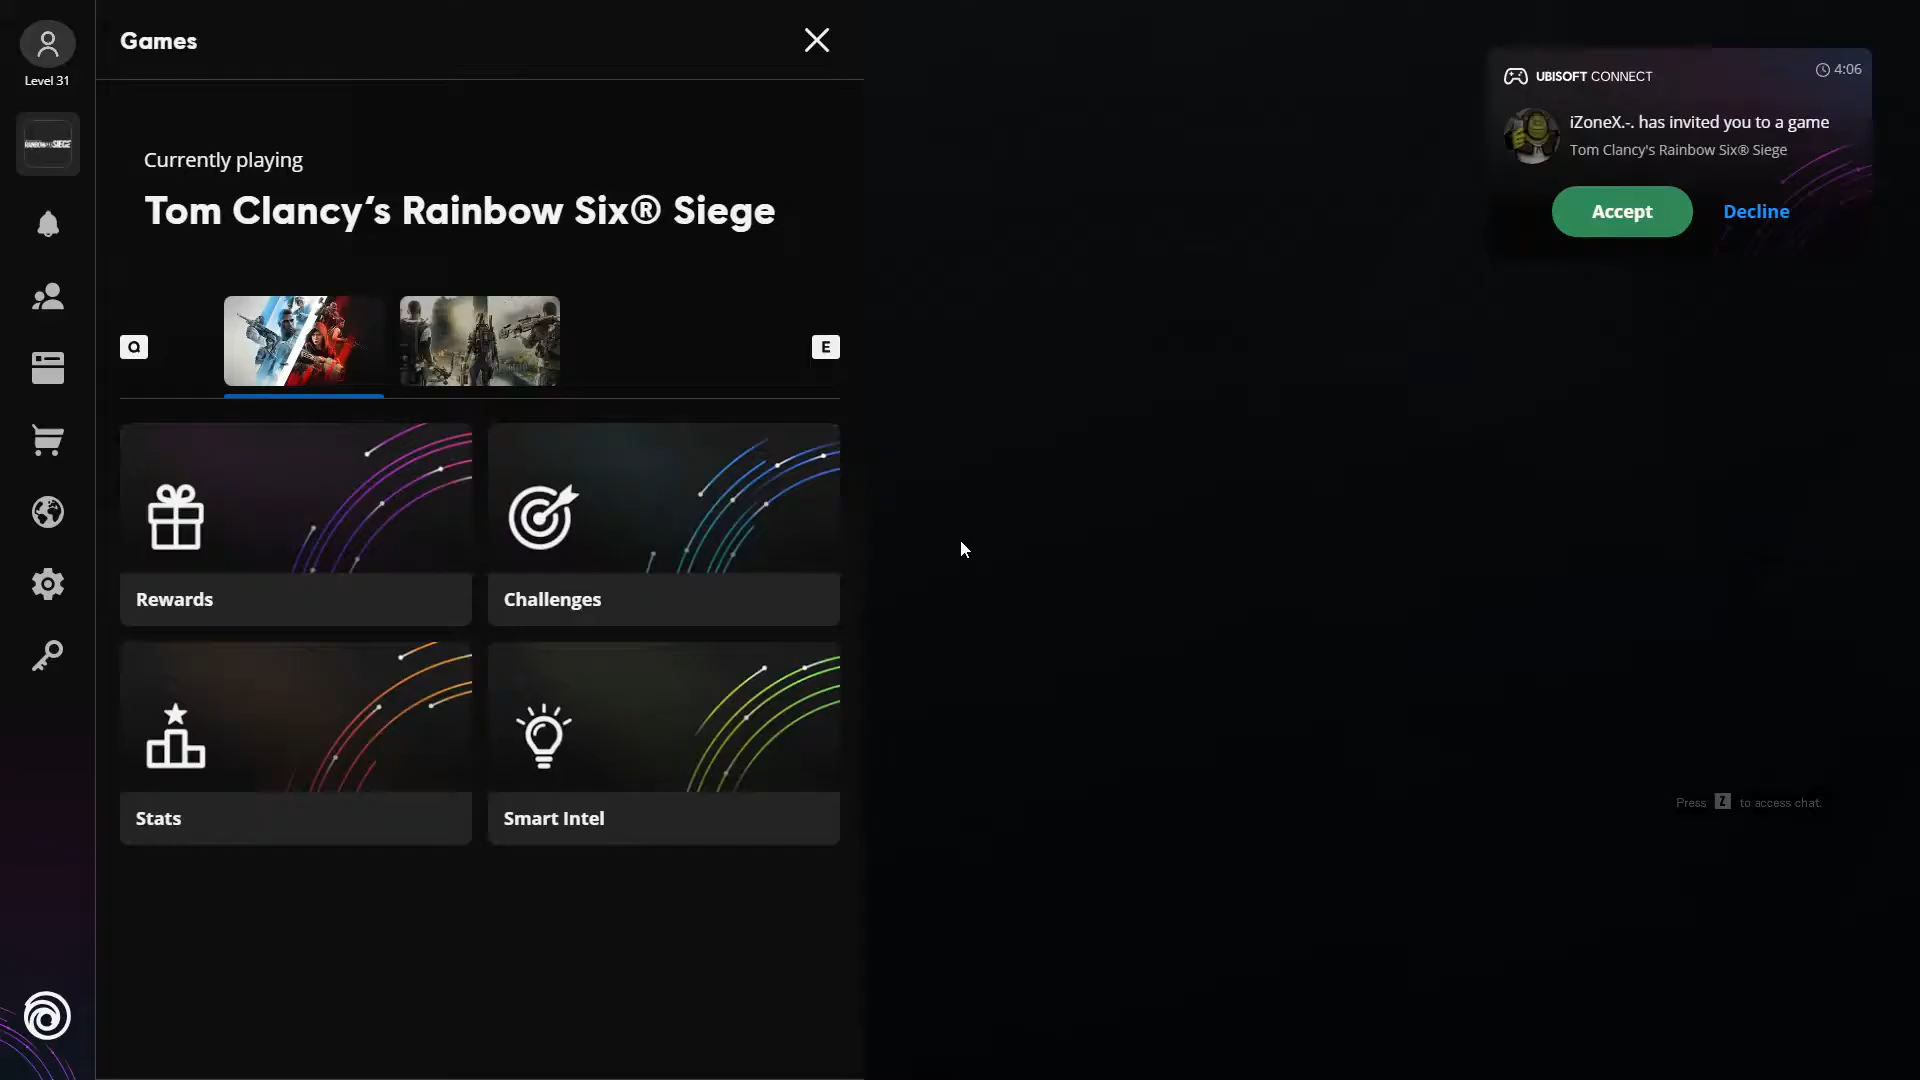 Level 31
Games
Currently playing
Tom Clancy’s Rainbow Six® Siege
Q
E
Rewards
Challenges
Stats
Smart Intel
UBISOFT CONNECT
4:06
iZoneX.-. has invited you to a game
Tom Clancy's Rainbow Six® Siege
Accept
Decline
Press Z to access chat.